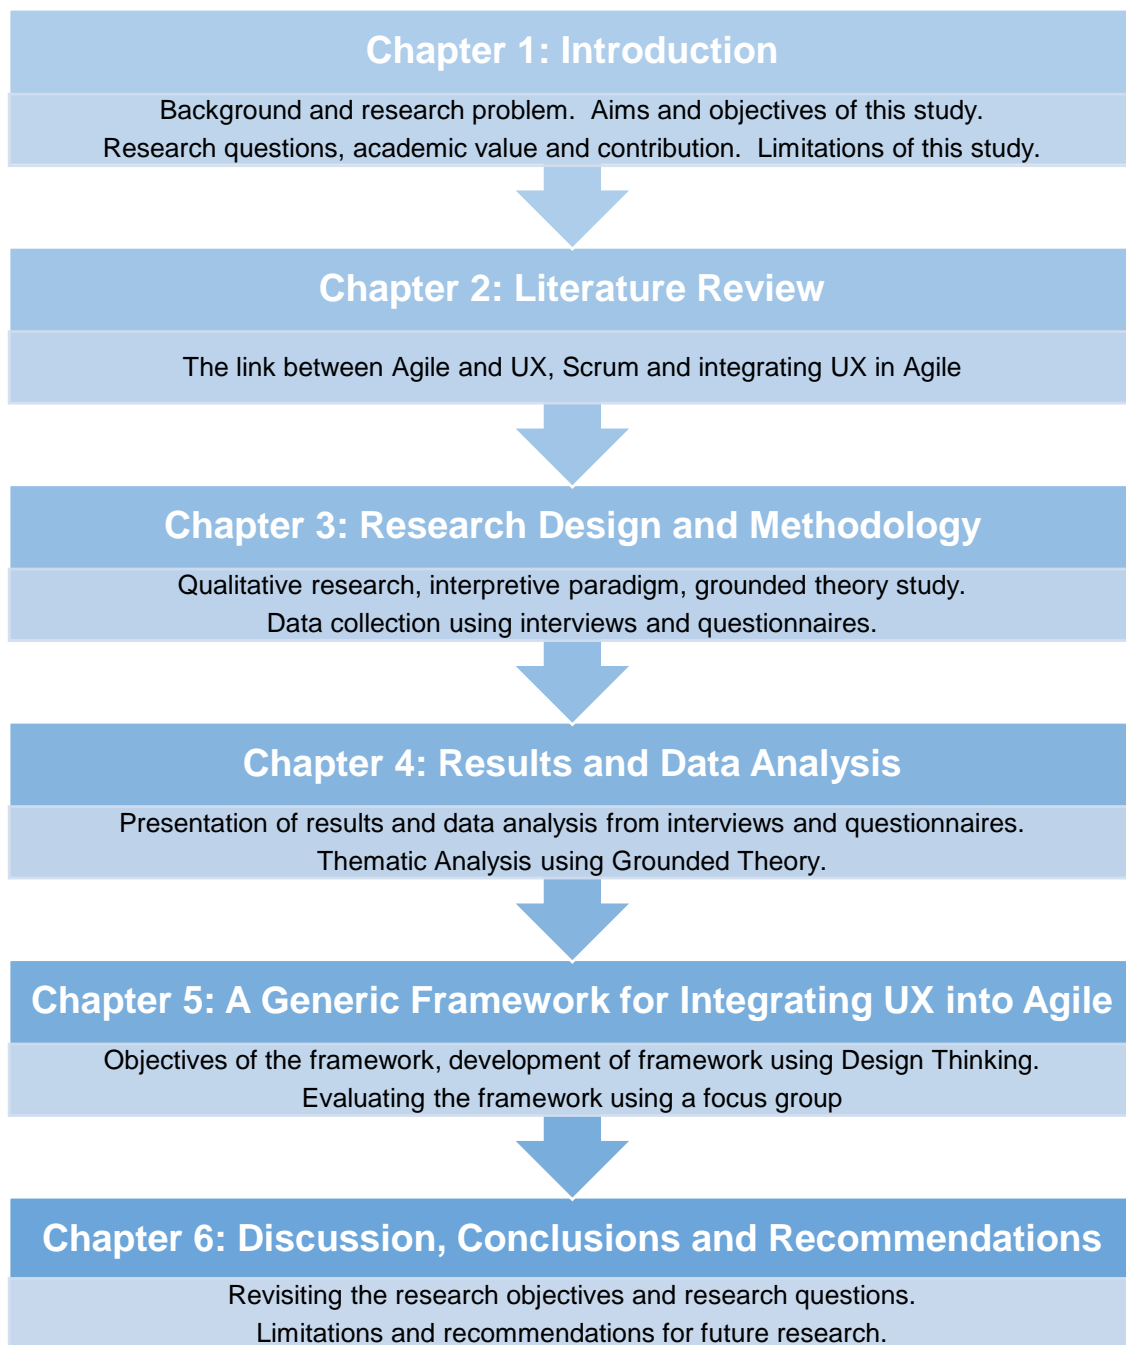 Chapter 1: Introduction
Background and research problem.  Aims and objectives of this study.
Research questions, academic value and contribution.  Limitations of this study.
Chapter 2: Literature Review
The link between Agile and UX, Scrum and integrating UX in Agile
Chapter 3: Research Design and Methodology
Qualitative research, interpretive paradigm, grounded theory study.
Data collection using interviews and questionnaires.
Chapter 4: Results and Data Analysis
Presentation of results and data analysis from interviews and questionnaires.
Thematic Analysis using Grounded Theory.
Chapter 5: A Generic Framework for Integrating UX into Agile
Objectives of the framework, development of framework using Design Thinking.
Evaluating the framework using a focus group
Chapter 6: Discussion, Conclusions and Recommendations
Revisiting the research objectives and research questions.
Limitations and recommendations for future research.